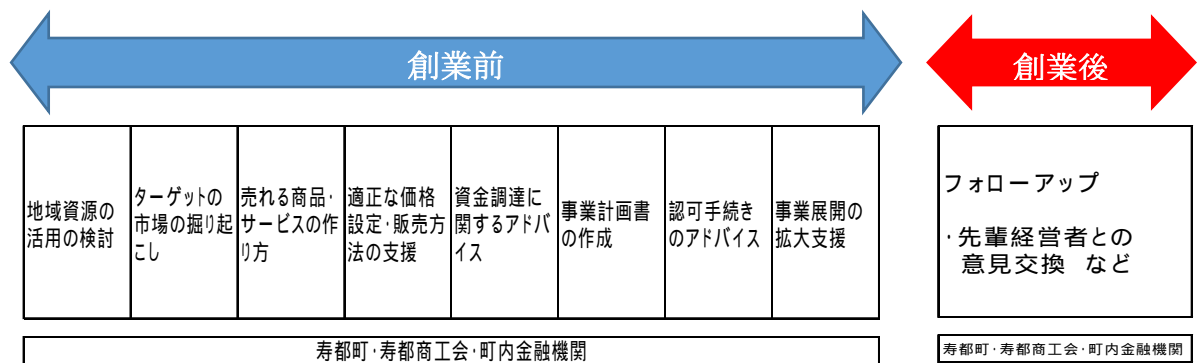 創業前
創業後
地域資源の
活用の検討
ターゲットの
市場の掘り起
こし
売れる商品・
サービスの作
り方
適正な価格
設定・販売方
法の支援
資金調達に
関するアドバ
イス
事業計画書
の作成
認可手続き
のアドバイス
事業展開の
拡大支援
フォローアップ
・先輩経営者との
意見交換 など
寿都町・寿都商工会・町内金融機関
寿都町・寿都商工会・町内金融機関